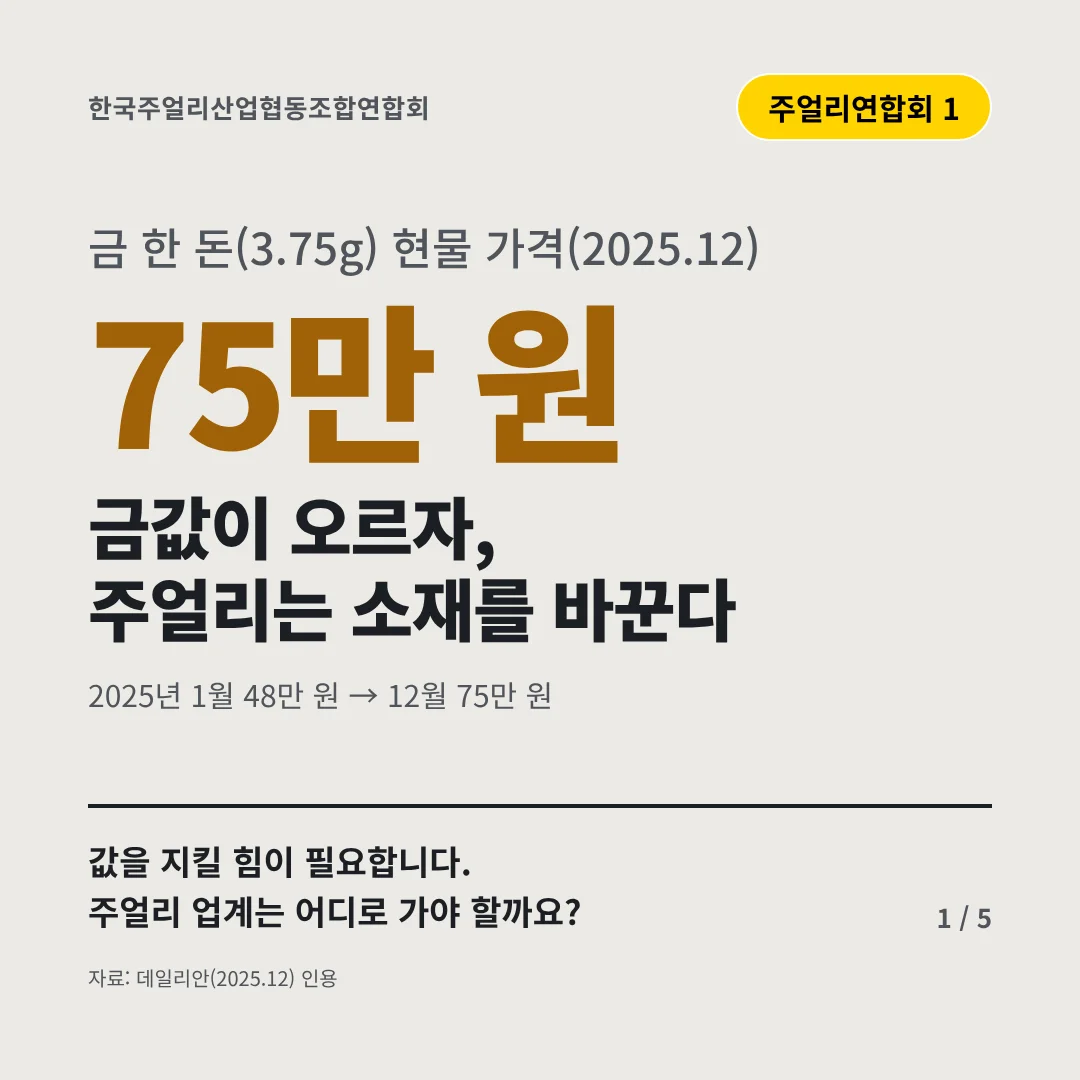 한국주얼리산업협동조합연합회
주얼리연합회 1
금 한 돈(3.75g) 현물 가격(2025.12)
75만 원
금값이 오르자,
주얼리는 소재를 바꾼다
2025년 1월 48만 원 → 12월 75만 원
값을 지킬 힘이 필요합니다.
주얼리 업계는 어디로 가야 할까요?
1 / 5
자료: 데일리안(2025.12) 인용